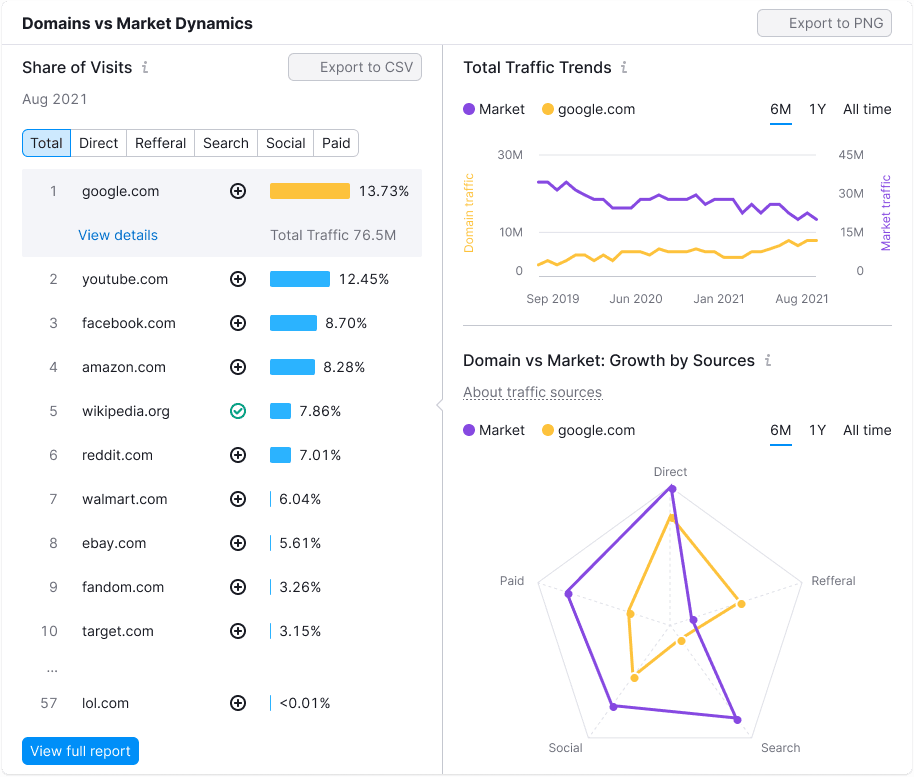 Domains vs Market Dynamics
Export to PNG
Share of Visits i
Export to CSV
Aug 2021
Total Direct Refferal Search Social Paid
1 google.com 13.73%
View details Total Traffic 76.5M
2 youtube.com 12.45%
3 facebook.com 8.70%
4 amazon.com 8.28%
5 wikipedia.org 7.86%
6 reddit.com 7.01%
7 walmart.com 6.04%
8 ebay.com 5.61%
9 fandom.com 3.26%
10 target.com 3.15%
...
57 lol.com <0.01%
View full report
Total Traffic Trends i
Market google.com 6M 1Y All time
30M 45M
30M
10M 15M
0 0
Domain traffic
Market traffic
Sep 2019 Jun 2020 Jan 2021 Aug 2021
Domain vs Market: Growth by Sources i
About traffic sources
Market google.com 6M 1Y All time
Direct
Paid Refferal
Social Search